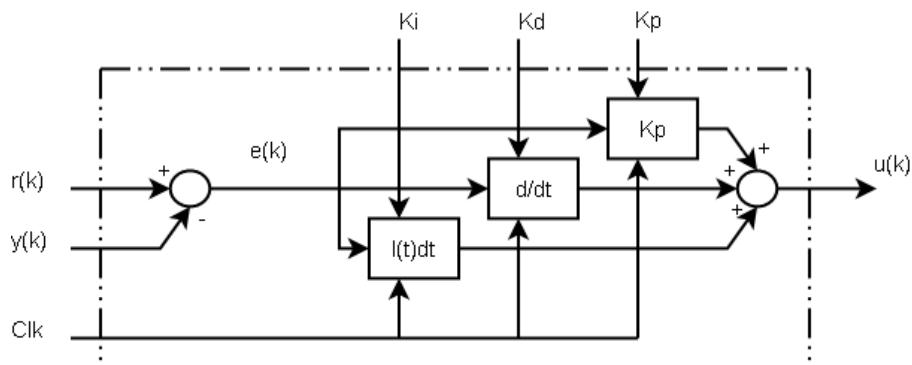 Ki
Kd
Kp
Kp
+
e(k)
+
r(k)
+
d/dt
+
u(k)
-
+
y(k)
I(t)dt
Clk